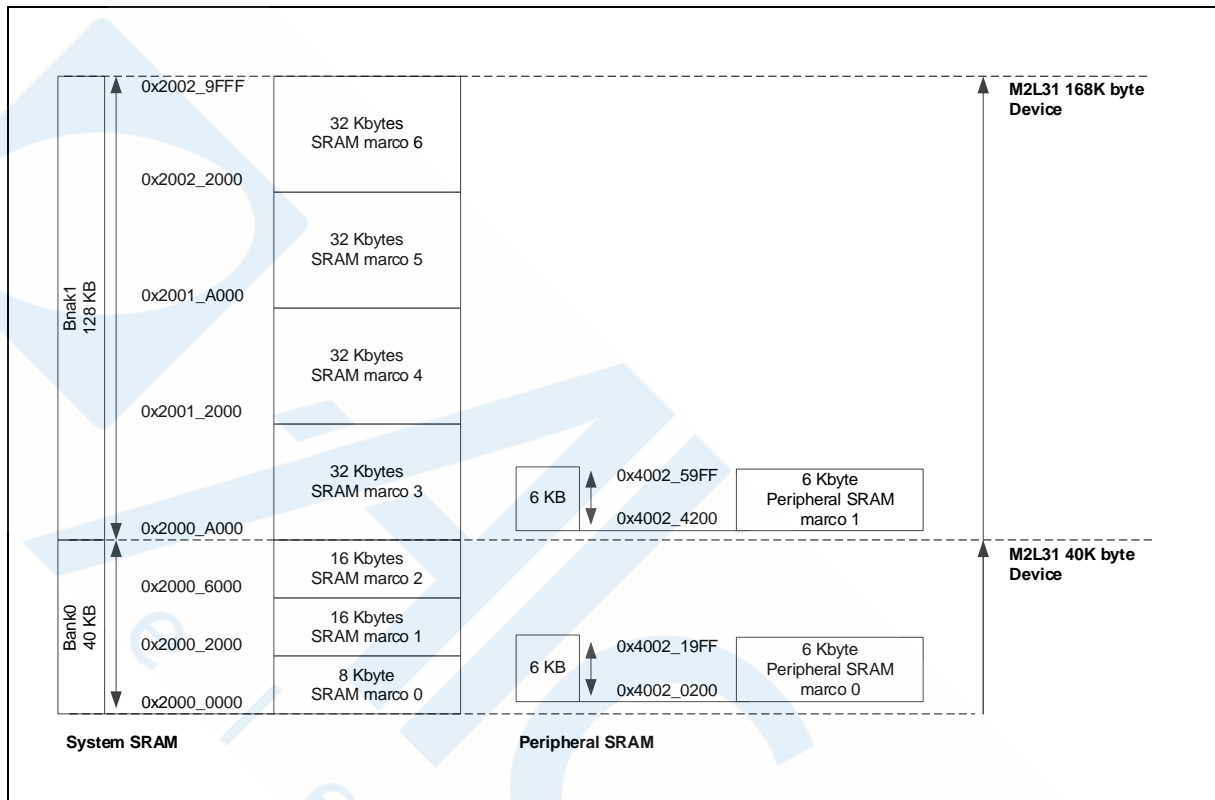 0x2002_9FFF
M2L31 168K byte
Device
32 Kbytes
SRAM marco 6
0x2002_2000
32 Kbytes
SRAM marco 5
0x2001_A000
Bnak1
128 KB
32 Kbytes
SRAM marco 4
0x2001_2000
32 Kbytes
SRAM marco 3
6 KB
0x4002_59FF
0x4002_4200
6 Kbyte
Peripheral SRAM
marco 1
0x2000_A000
M2L31 40K byte
Device
16 Kbytes
SRAM marco 2
0x2000_6000
Bank0
40 KB
16 Kbytes
SRAM marco 1
0x2000_2000
6 KB
0x4002_19FF
0x4002_0200
6 Kbyte
Peripheral SRAM
marco 0
8 Kbyte
SRAM marco 0
0x2000_0000
System SRAM
Peripheral SRAM